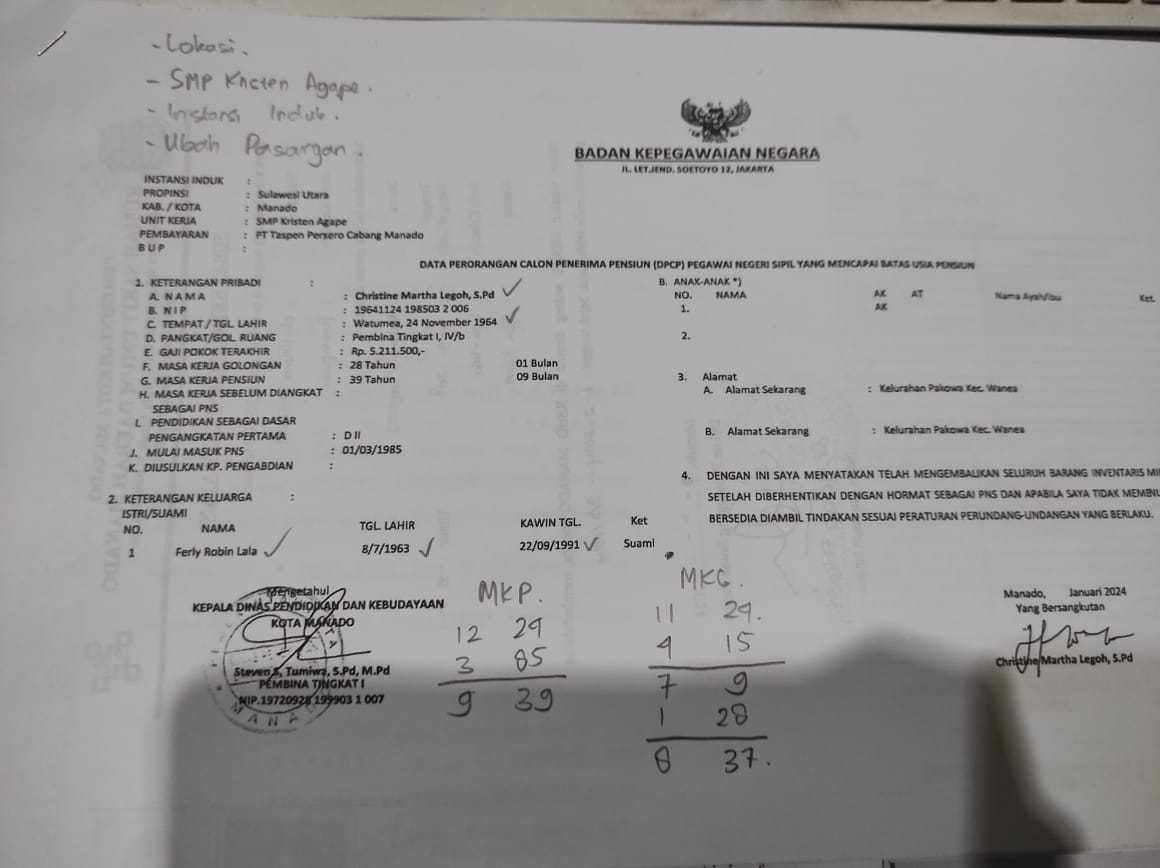 - Lokasi.
- SMP Kristen Agape.
- Instansi Induk.
- Ubah Pasangan.
BADAN KEPEGAWAIAN NEGARA
JL. LETJEND. SOETOYO 12, JAKARTA
INSTANSI INDUK :
PROPINSI : Sulawesi Utara
KAB. / KOTA : Manado
UNIT KERJA : SMP Kristen Agape
PEMBAYARAN : PT Taspen Persero Cabang Manado
B U P :
DATA PERORANGAN CALON PENERIMA PENSIUN (DPCP) PEGAWAI NEGERI SIPIL YANG MENCAPAI BATAS USIA PENSIUN
1. KETERANGAN PRIBADI :
A. N A M A : Christine Martha Legoh, S.Pd
B. N I P : 19641124 198503 2 006
C. TEMPAT / TGL. LAHIR : Watumea, 24 November 1964
D. PANGKAT/GOL. RUANG : Pembina Tingkat I, IV/b
E. GAJI POKOK TERAKHIR : Rp. 5.211.500,-
F. MASA KERJA GOLONGAN : 28 Tahun 01 Bulan
G. MASA KERJA PENSIUN : 39 Tahun 09 Bulan
H. MASA KERJA SEBELUM DIANGKAT :
SEBAGAI PNS
I. PENDIDIKAN SEBAGAI DASAR
PENGANGKATAN PERTAMA : D II
J. MULAI MASUK PNS : 01/03/1985
K. DIUSULKAN KP. PENGABDIAN :
2. KETERANGAN KELUARGA :
ISTRI/SUAMI
NO. NAMA TGL LAHIR KAWIN TGL. Ket
1 Ferly Robin Lala 8/7/1963 22/09/1991 Suami
B. ANAK-ANAK *)
NO. NAMA AK AT Nama Ayah/Ibu Ket.
1. AK
2.
3. Alamat
A. Alamat Sekarang : Kelurahan Pakowa Kec. Wanea
B. Alamat Sekarang : Kelurahan Pakowa Kec. Wanea
4. DENGAN INI SAYA MENYATAKAN TELAH MENGEMBALIKAN SELURUH BARANG INVENTARIS MI
SETELAH DIBERHENTIKAN DENGAN HORMAT SEBAGAI PNS DAN APABILA SAYA TIDAK MEMENU
BERSEDIA DIAMBIL TINDAKAN SESUAI PERATURAN PERUNDANG-UNDANGAN YANG BERLAKU.
Mengetahui
KEPALA DINAS PENDIDIKAN DAN KEBUDAYAAN
KOTA MANADO
Steven S, Tumiwa, S.Pd, M.Pd
PEMBINA TINGKAT I
NIP.19720928 199903 1 007
MANADO
MKP.
12 29
3 85
9 39
MKG.
11 29.
4 15
7 9
1 28
8 37.
Manado, Januari 2024
Yang Bersangkutan
Christine Martha Legoh, S.Pd